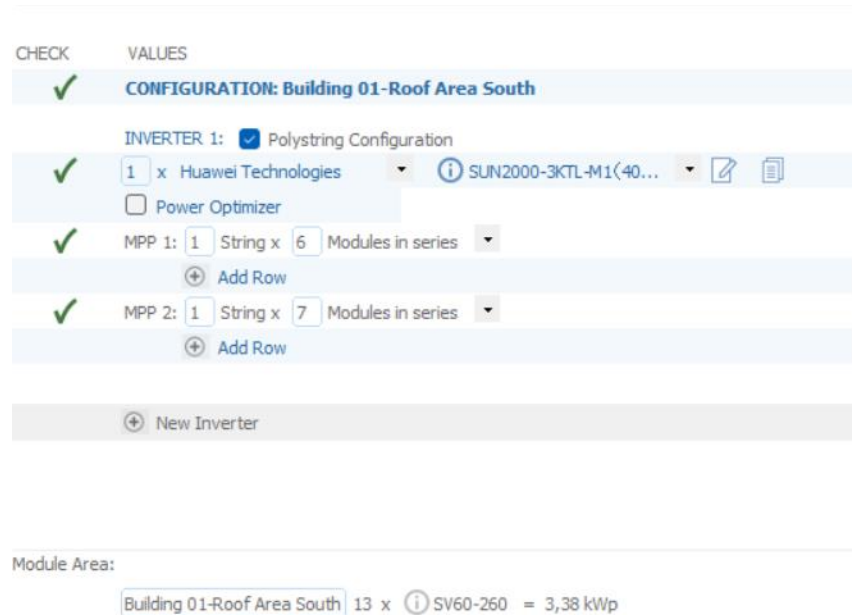 CHECK VALUES
CONFIGURATION: Building 01-Roof Area South
INVERTER 1: Polystring Configuration
1 x Huawei Technologies SUN2000-3KTL-M1(40...
Power Optimizer
MPP 1: 1 String x 6 Modules in series
Add Row
MPP 2: 1 String x 7 Modules in series
Add Row
New Inverter
Module Area:
Building 01-Roof Area South 13 x SV60-260 = 3,38 kWp